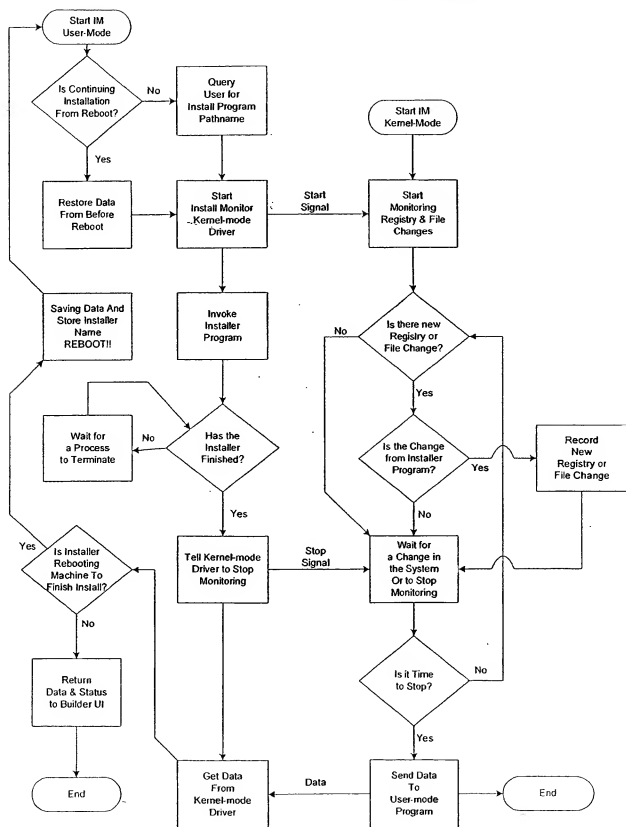 Start IM
User-Mode
Is Continuing
Installation
From Reboot?
No
Query
User for
Install Program
Pathname
Start IM
Kernel-Mode
Yes
Restore Data
From Before
Reboot
Start
Install Monitor
Kernel-mode
Driver
Start
Signal
Start
Monitoring
Registry & File
Changes
Saving Data And
Store Installer
Name
REBOOT!!
Invoke
Installer
Program
No
Is there new
Registry or
File Change?
Yes
Wait for
a Process
to Terminate
No
Has the
Installer
Finished?
Is the Change
from Installer
Program?
Yes
Record
New
Registry or
File Change
Yes
No
Yes
Is Installer
Rebooting
Machine To
Finish Install?
Tell Kernel-mode
Driver to Stop
Monitoring
Stop
Signal
Wait for
a Change in
the System
Or to Stop
Monitoring
No
Return
Data & Status
to Builder UI
Is it Time
to Stop?
No
Yes
End
Get Data
From
Kernel-mode
Driver
Data
Send Data
To
User-mode
Program
End